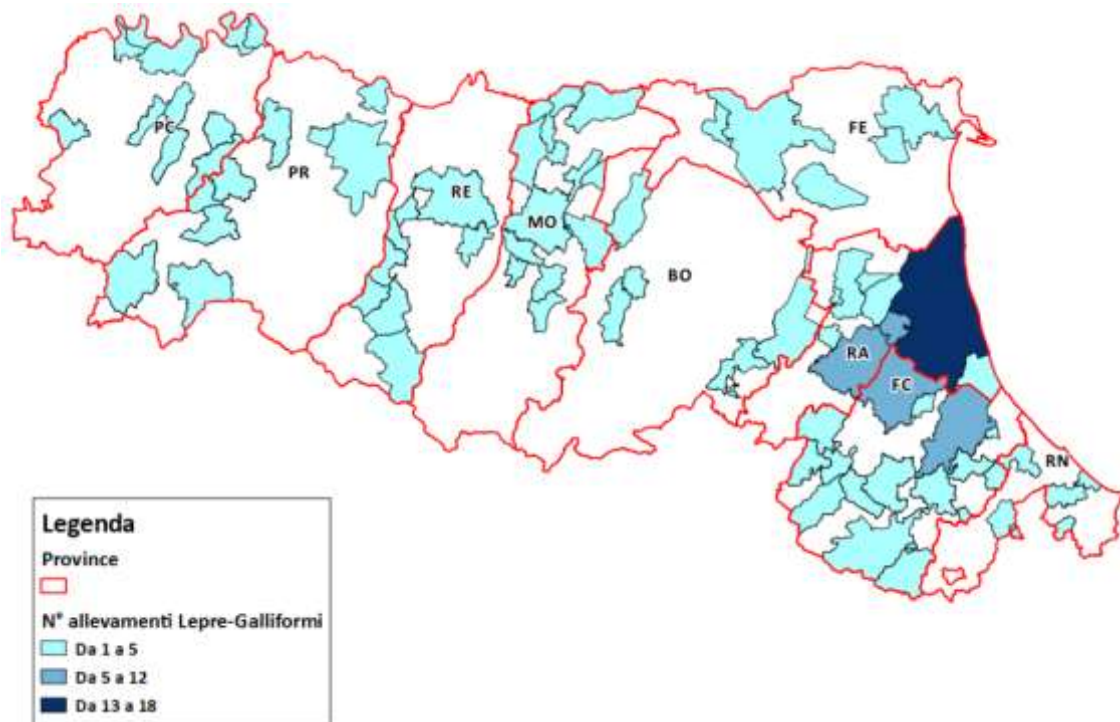 PC
PR
RE
MO
FE
BO
RA
FC
RN
Legenda
Province
N° allevamenti Lepre-Galliformi
Da 1 a 5
Da 5 a 12
Da 13 a 18